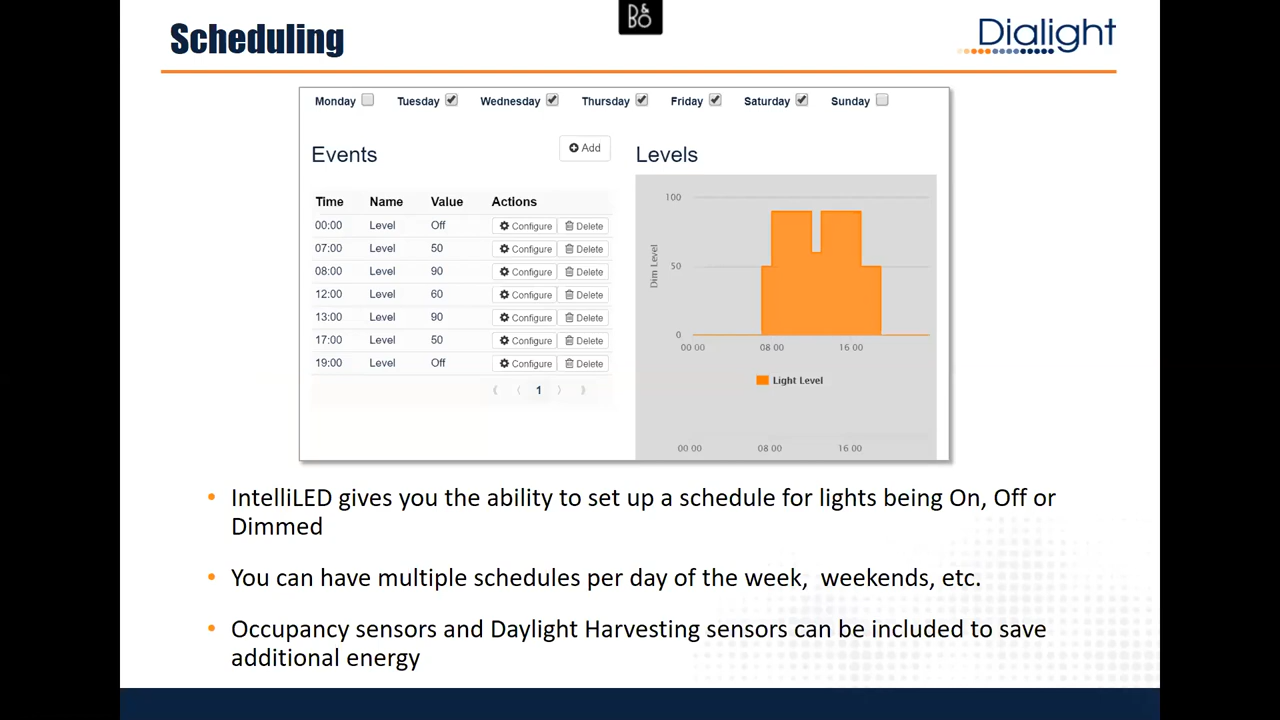 B&O
Scheduling
Dialight
Monday Tuesday Wednesday Thursday Friday Saturday Sunday
Events
Add
Time Name Value Actions
00:00 Level Off Configure Delete
07:00 Level 50 Configure Delete
08:00 Level 90 Configure Delete
12:00 Level 60 Configure Delete
13:00 Level 90 Configure Delete
17:00 Level 50 Configure Delete
19:00 Level Off Configure Delete
1
Levels
100
50
0
Dim Level
00 00 08 00 16 00
Light Level
00 00 08 00 16 00
• IntelliLED gives you the ability to set up a schedule for lights being On, Off or
Dimmed
• You can have multiple schedules per day of the week, weekends, etc.
• Occupancy sensors and Daylight Harvesting sensors can be included to save
additional energy